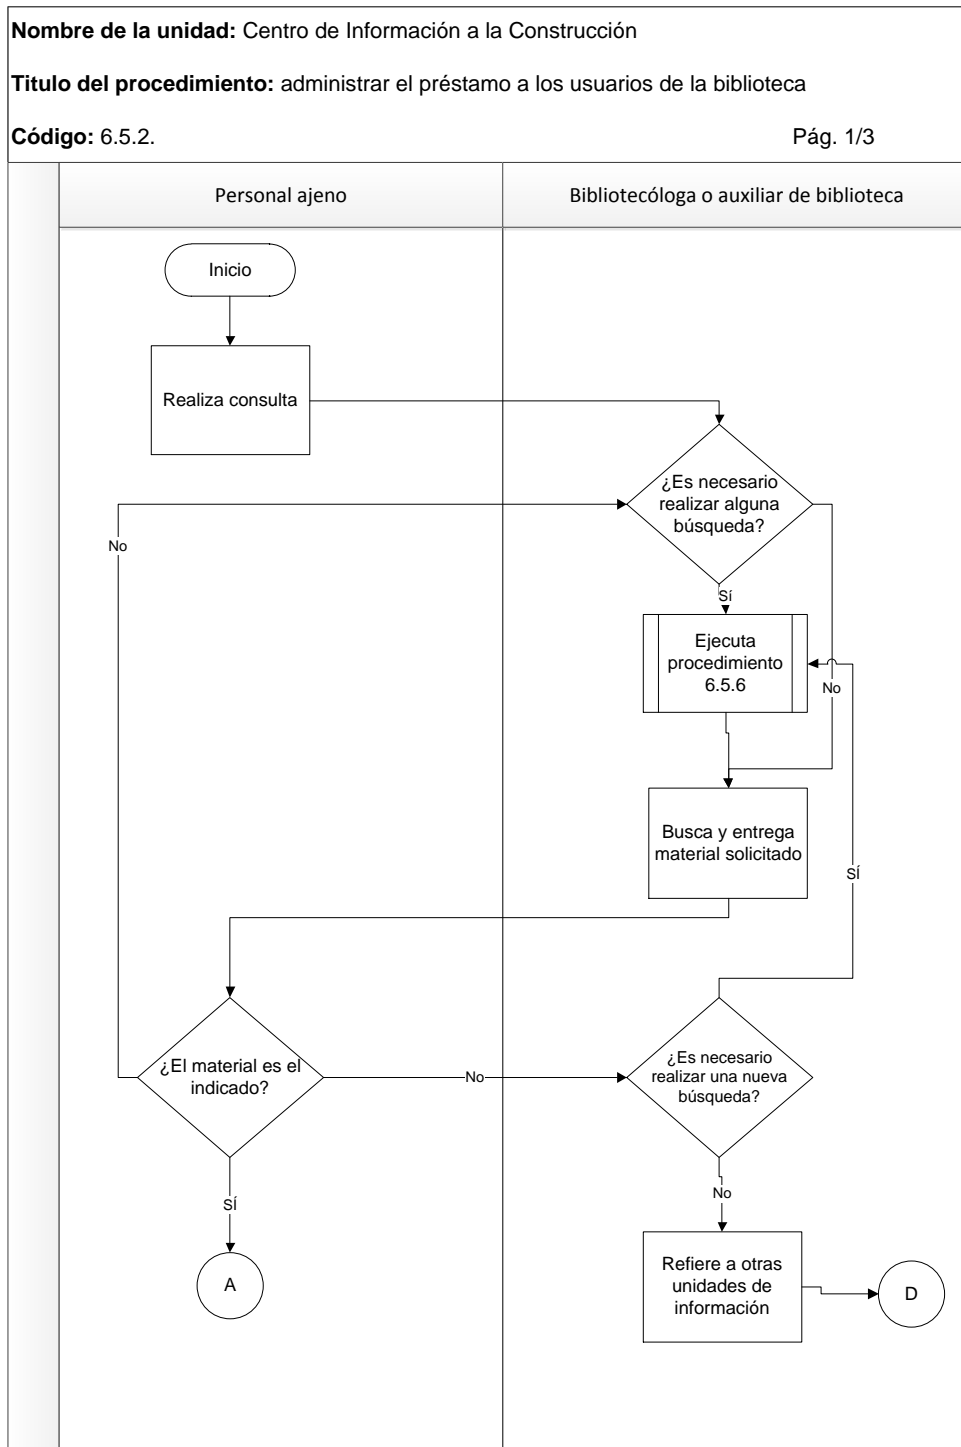 Nombre de la unidad: Centro de Información a la Construcción
Titulo del procedimiento: administrar el préstamo a los usuarios de la biblioteca
Código: 6.5.2. Pág. 1/3
Personal ajeno
Bibliotecóloga o auxiliar de biblioteca
Inicio
Realiza consulta
¿Es necesario
realizar alguna
búsqueda?
No
Sí
Ejecuta
procedimiento
6.5.6
No
Busca y entrega
material solicitado
SÍ
¿El material es el
indicado?
No
¿Es necesario
realizar una nueva
búsqueda?
SÍ
No
A
Refiere a otras
unidades de
información
D